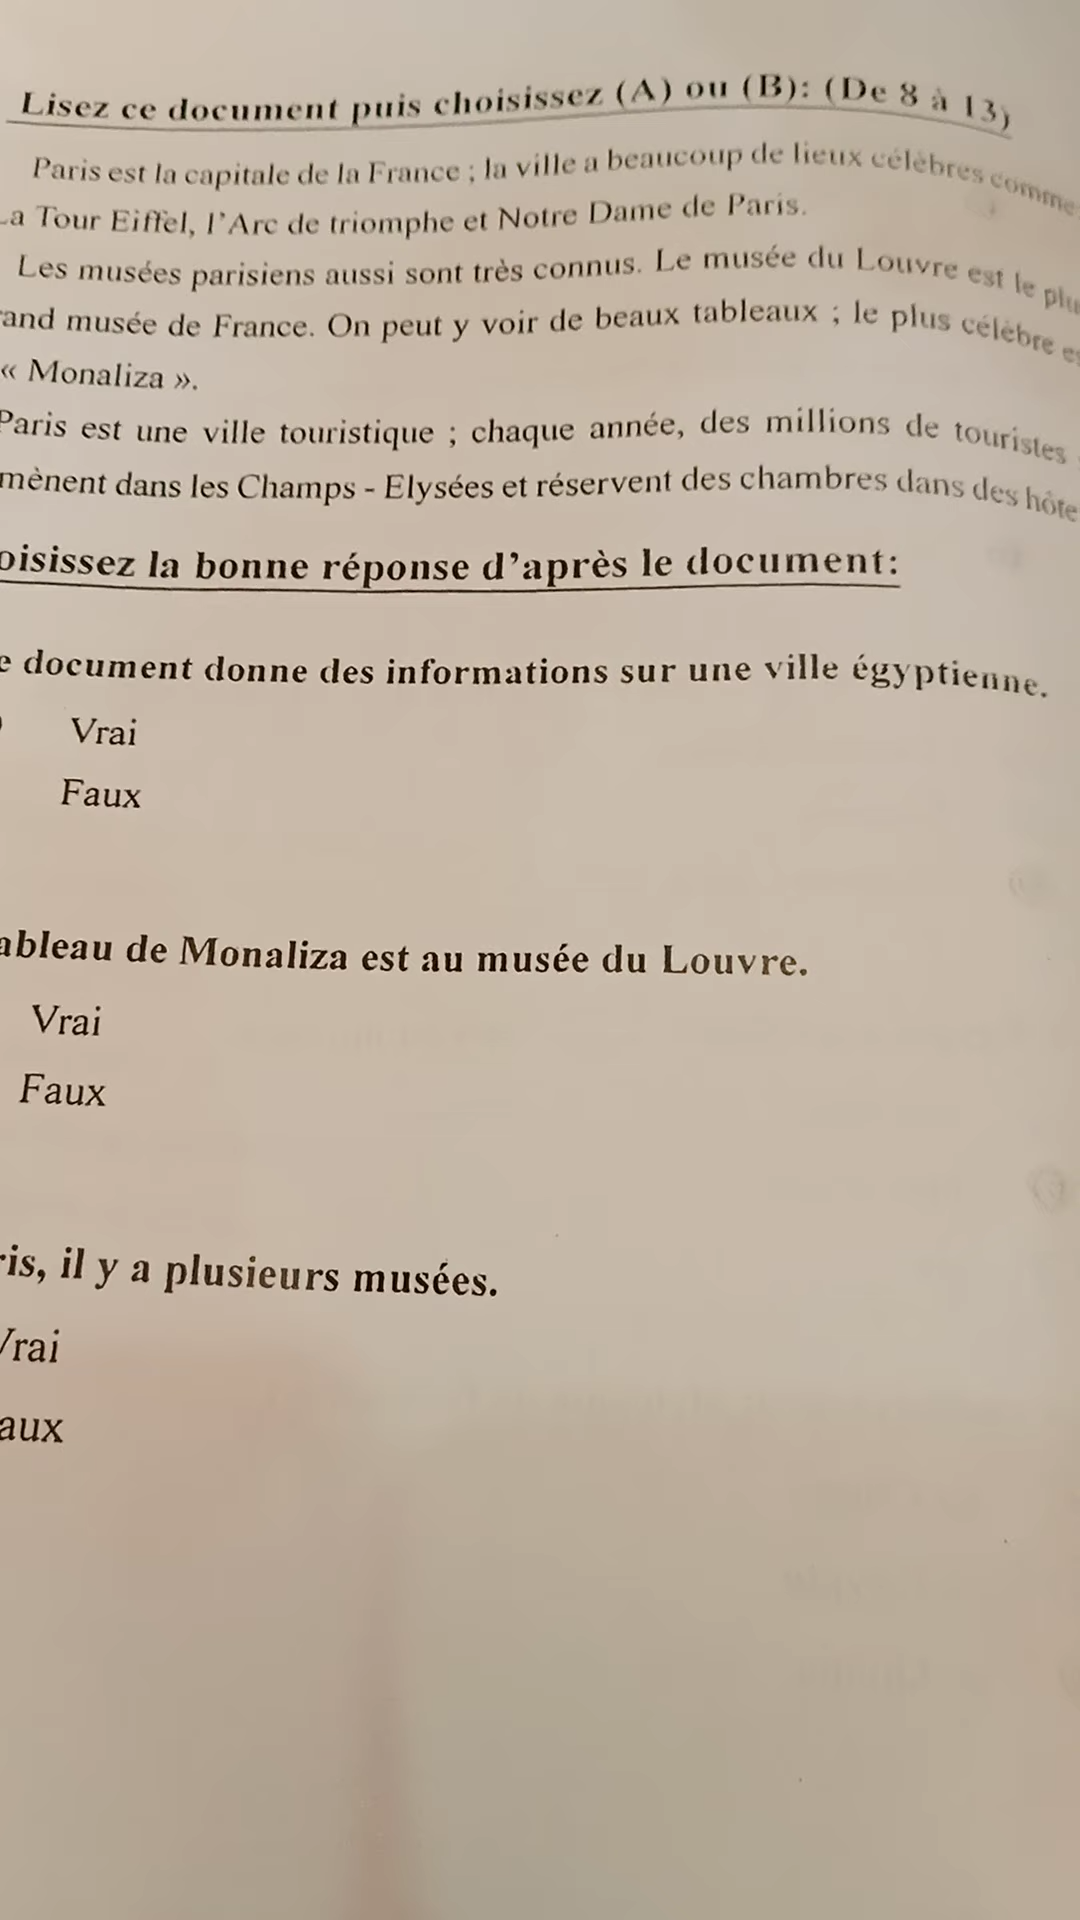 Lisez ce document puis choisissez (A) ou (B): (De 8 à 13)
Paris est la capitale de la France ; la ville a beaucoup de lieux célèbres comme
La Tour Eiffel, l'Arc de triomphe et Notre Dame de Paris.
Les musées parisiens aussi sont très connus. Le musée du Louvre est le plu
and musée de France. On peut y voir de beaux tableaux ; le plus célèbre es
« Monaliza ».
Paris est une ville touristique ; chaque année, des millions de touristes
mènent dans les Champs - Elysées et réservent des chambres dans des hôte
oisissez la bonne réponse d'après le document:
e document donne des informations sur une ville égyptienne.
Vrai
Faux
ableau de Monaliza est au musée du Louvre.
Vrai
Faux
ris, il y a plusieurs musées.
Vrai
aux